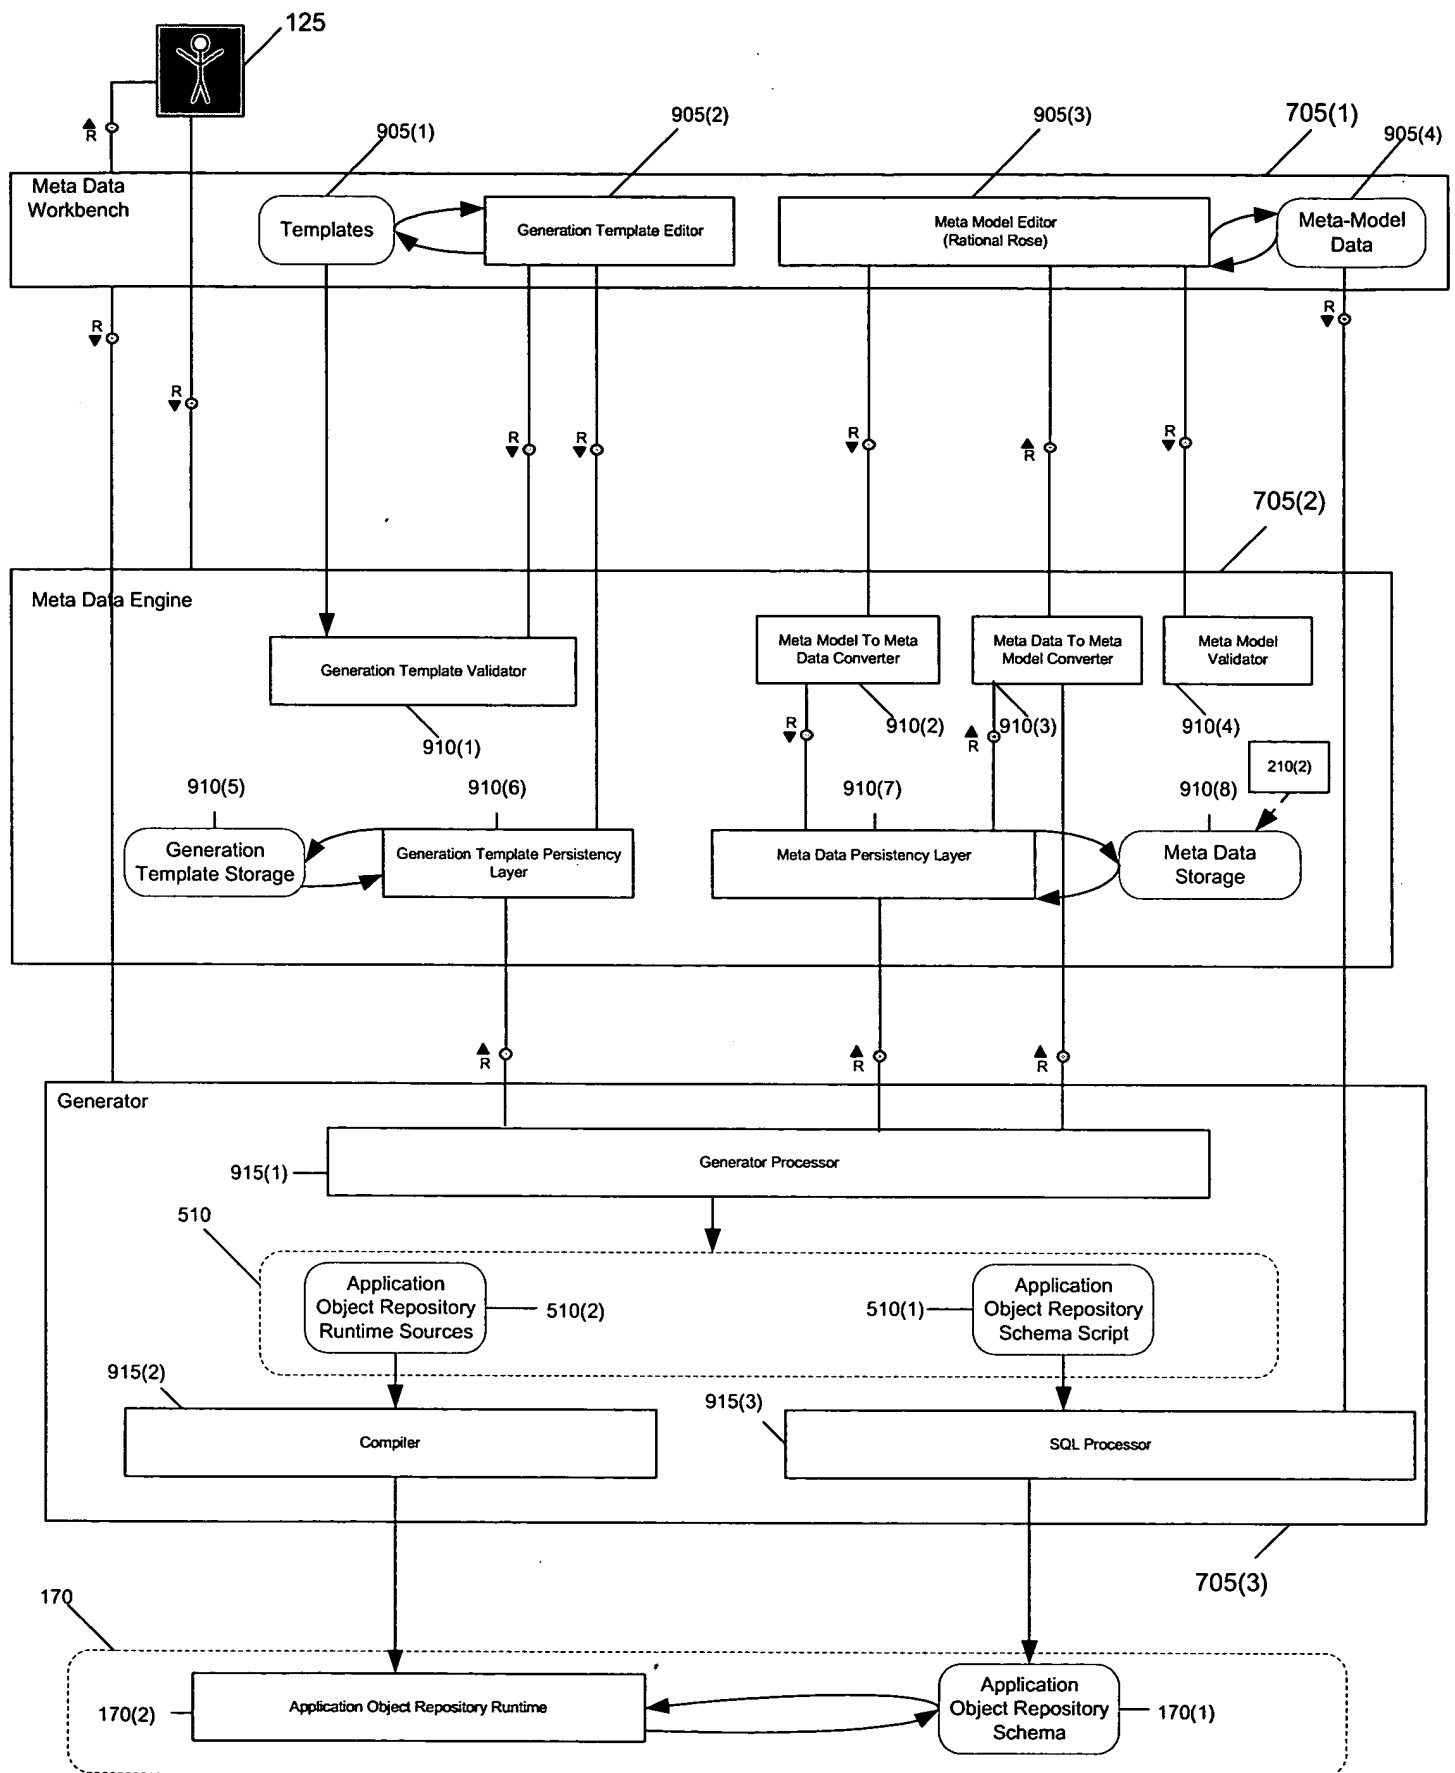 125
R
905(1)
905(2)
905(3)
705(1)
905(4)
Meta Data
Workbench
Templates
Generation Template Editor
Meta Model Editor
(Rational Rose)
Meta-Model
Data
R
R
R
R
R
R
R
R
705(2)
Meta Data Engine
Generation Template Validator
Meta Model To Meta
Data Converter
Meta Data To Meta
Model Converter
Meta Model
Validator
910(1)
R
910(2)
R
910(3)
910(4)
210(2)
910(5)
910(6)
910(7)
910(8)
Generation
Template Storage
Generation Template Persistency
Layer
Meta Data Persistency Layer
Meta Data
Storage
R
R
R
Generator
Generator Processor
915(1)
510
Application
Object Repository
Runtime Sources
510(2)
510(1)
Application
Object Repository
Schema Script
915(2)
915(3)
Compiler
SQL Processor
705(3)
170
Application Object Repository Runtime
170(2)
Application
Object Repository
Schema
170(1)